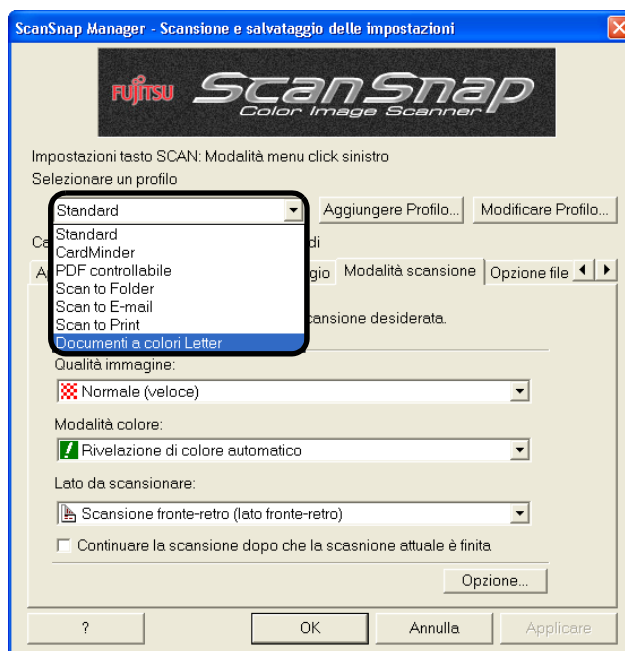 ScanSnap Manager - Scansione e salvataggio delle impostazioni
FUJITSU ScanSnap
Color Image Scanner
Impostazioni tasto SCAN: Modalità menu click sinistro
Selezionare un profilo
Standard Aggiungere Profilo... Modificare Profilo...
Standard
CardMinder
PDF controllabile
Modalità scansione Opzione file
Scan to Folder
Scan to E-mail
Scan to Print
desiderata.
Documenti a colori Letter
Qualità immagine:
Normale (veloce)
Modalità colore:
Rivelazione di colore automatico
Lato da scansionare:
Scansione fronte-retro (lato fronte-retro)
Continuare la scansione dopo che la scasnione attuale è finita
Opzione...
? OK Annulla Applicare